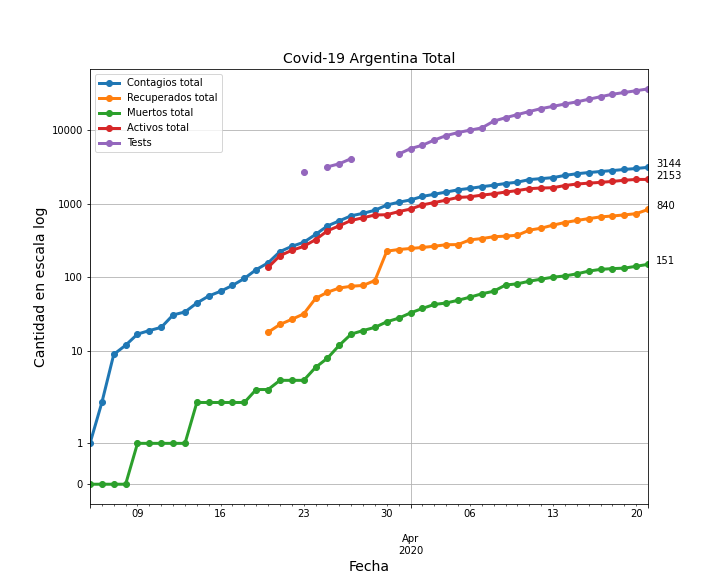 Covid-19 Argentina Total
Contagios total
Recuperados total
Muertos total
Activos total
Tests
10000
1000
100
10
1
0
Cantidad en escala log
3144
2153
840
151
09
16
23
30
06
13
20
Apr
2020
Fecha